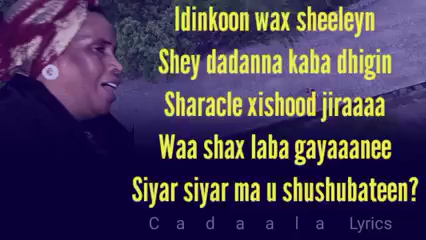 Idinkoon wax sheeleyn
Shey dadanna kaba dhigin
Sharacle xishood jiraaaa
Waa shax laba gayaaanee
Siyar siyar ma u shushubateen?
Cadaala Lyrics